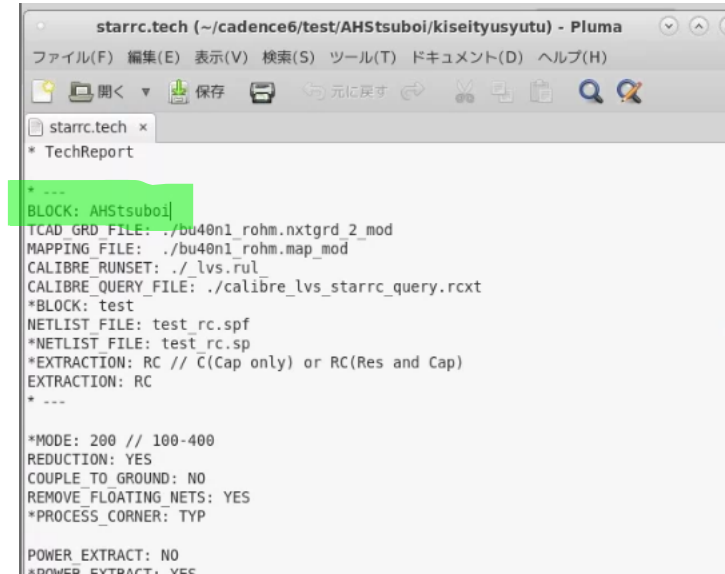 starrc.tech (~/cadence6/test/AHStsuboi/kiseityusyutu) - Pluma
ファイル(F) 編集(E) 表示(V) 検索(S) ツール(T) ドキュメント(D) ヘルプ(H)
開く 保存 元に戻す
starrc.tech ×
* TechReport
* ---
BLOCK: AHStsuboi
TCAD_GRD_FILE: ./bu40n1_rohm.nxtgrd_2_mod
MAPPING_FILE: ./bu40n1_rohm.map_mod
CALIBRE_RUNSET: ./_lvs.rul_
CALIBRE_QUERY_FILE: ./calibre_lvs_starrc_query.rcxt
*BLOCK: test
NETLIST_FILE: test_rc.spf
*NETLIST_FILE: test_rc.sp
*EXTRACTION: RC // C(Cap only) or RC(Res and Cap)
EXTRACTION: RC
* ---
*MODE: 200 // 100-400
REDUCTION: YES
COUPLE_TO_GROUND: NO
REMOVE_FLOATING_NETS: YES
*PROCESS_CORNER: TYP
POWER_EXTRACT: NO
*POWER_EXTRACT: YES